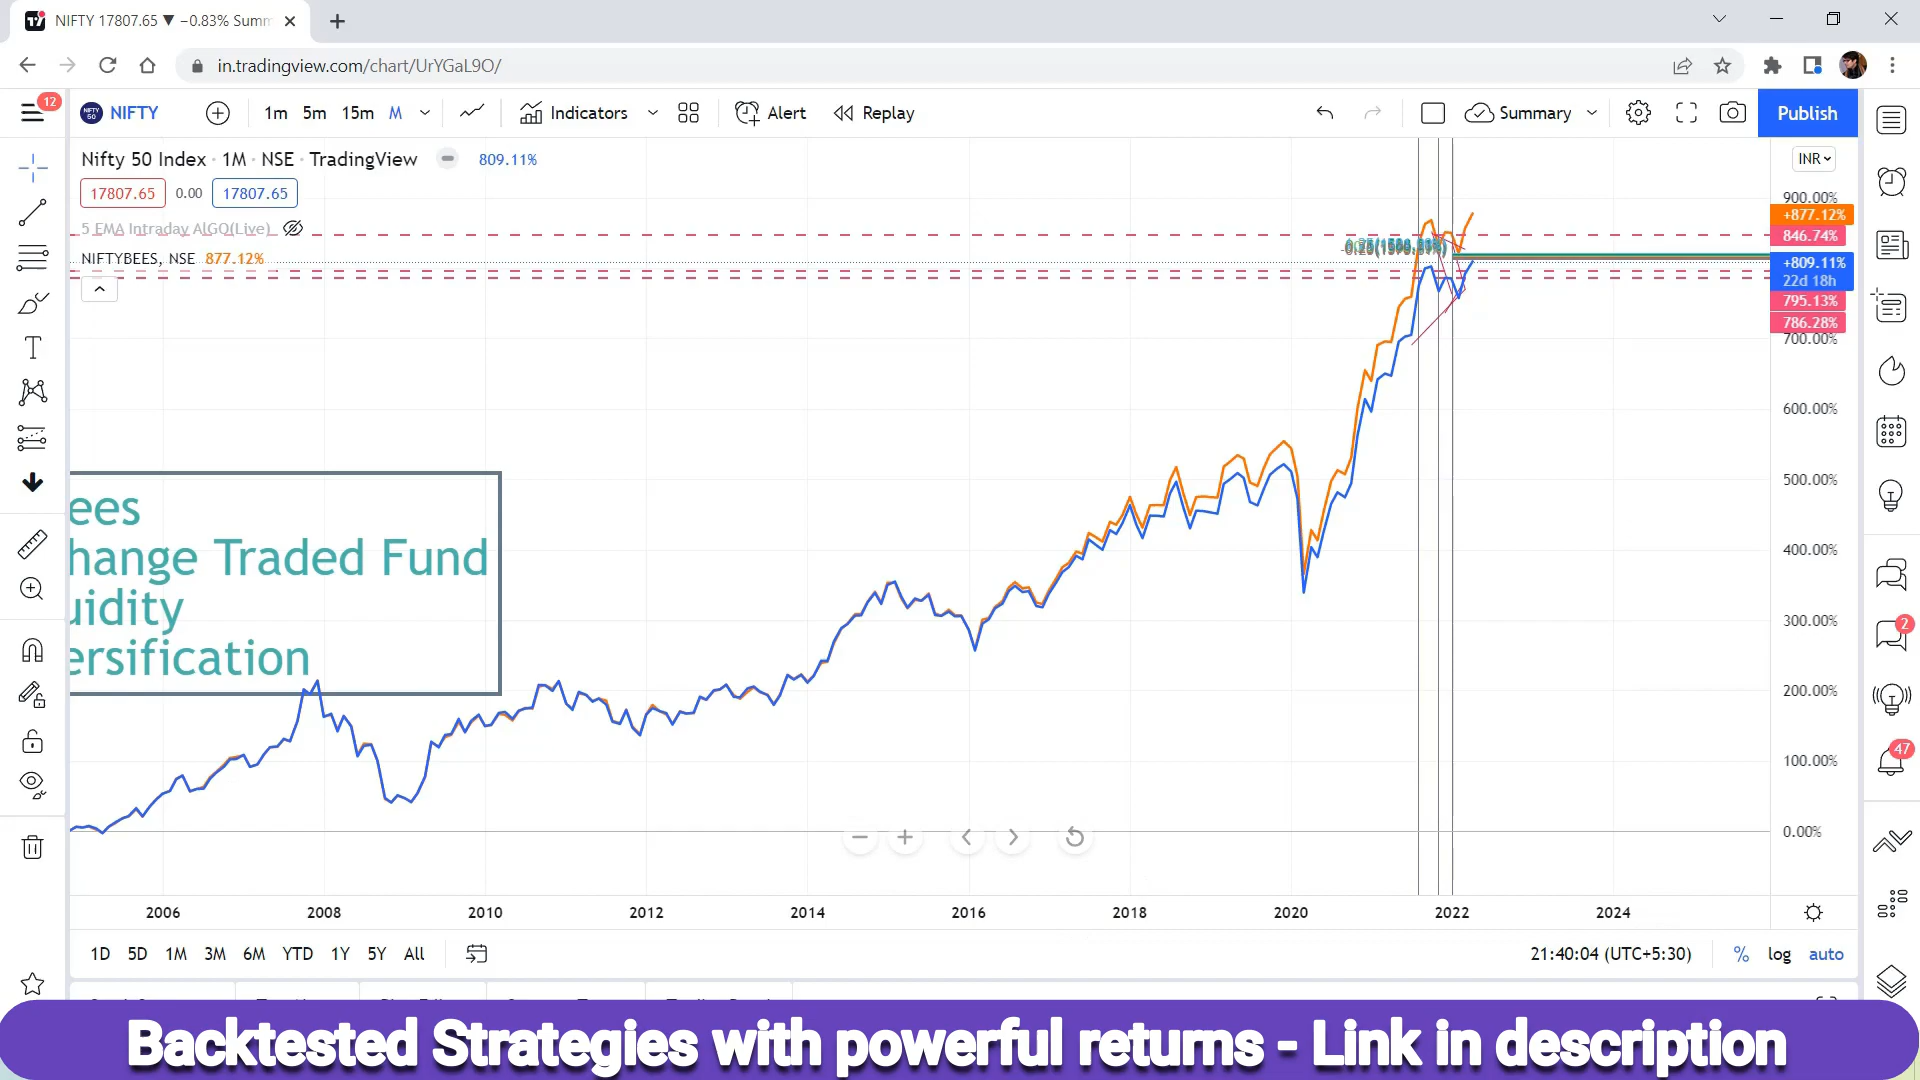 NIFTY 17807.65 ▼ −0.83% Summ
in.tradingview.com/chart/UrYGaL9O/
12
NIFTY
1m 5m 15m M
Indicators
Alert
Replay
Summary
Publish
Nifty 50 Index · 1M · NSE · TradingView
809.11%
INR
17807.65 0.00 17807.65
5 EMA Intraday ALGO(Live)
NIFTYBEES, NSE 877.12%
900.00%
+877.12%
846.74%
+809.11%
22d 18h
795.13%
786.28%
700.00%
600.00%
500.00%
400.00%
300.00%
200.00%
100.00%
0.00%
ees
hange Traded Fund
uidity
ersification
2
47
2006 2008 2010 2012 2014 2016 2018 2020 2022 2024
1D 5D 1M 3M 6M YTD 1Y 5Y All
21:40:04 (UTC+5:30)
% log auto
Backtested Strategies with powerful returns - Link in description